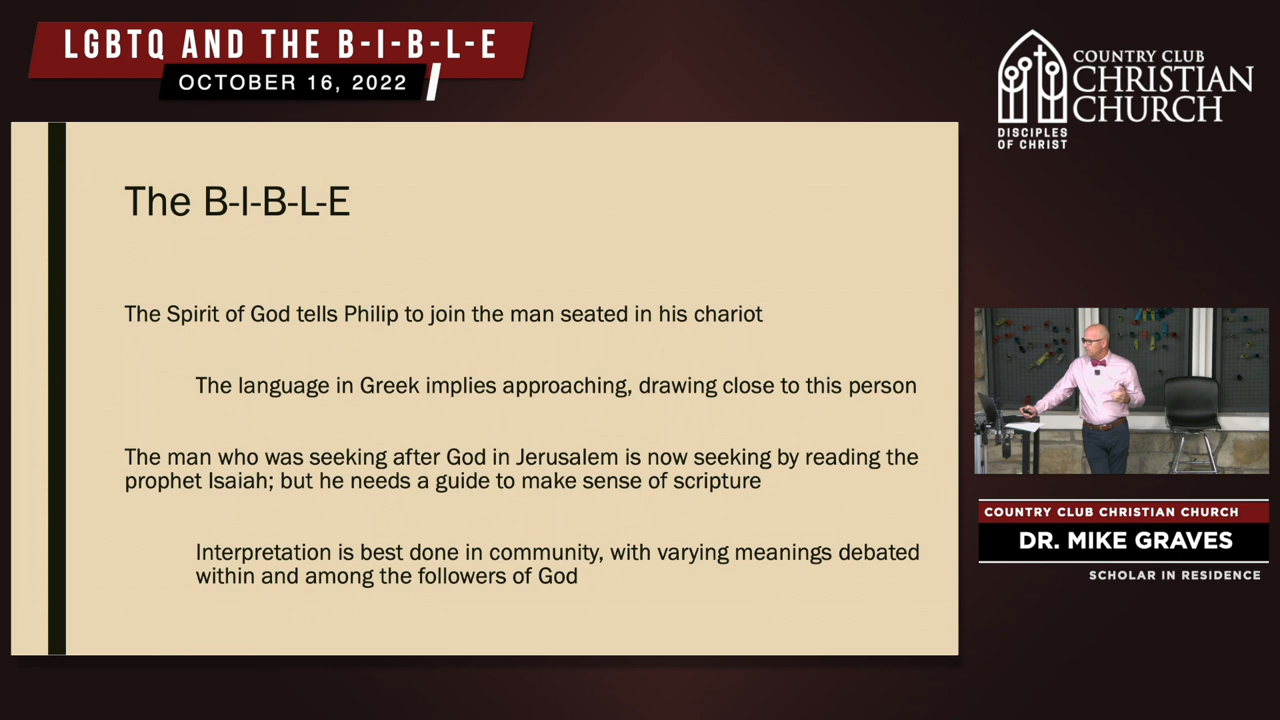 LGBTQ AND THE B-I-B-L-E
OCTOBER 16, 2022
COUNTRY CLUB
CHRISTIAN
CHURCH
DISCIPLES
OF CHRIST
The B-I-B-L-E
The Spirit of God tells Philip to join the man seated in his chariot
The language in Greek implies approaching, drawing close to this person
The man who was seeking after God in Jerusalem is now seeking by reading the
prophet Isaiah; but he needs a guide to make sense of scripture
Interpretation is best done in community, with varying meanings debated
within and among the followers of God
COUNTRY CLUB CHRISTIAN CHURCH
DR. MIKE GRAVES
SCHOLAR IN RESIDENCE